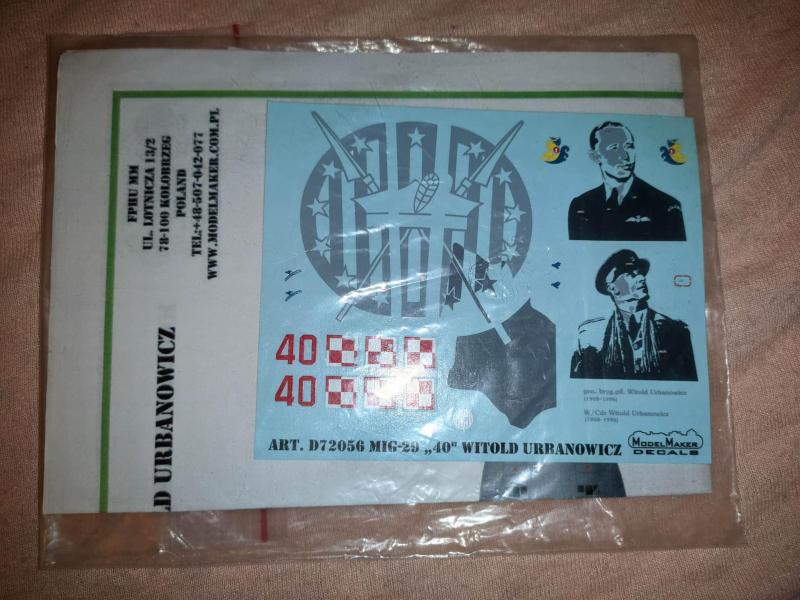 FPHU MM
UL. LOTNICZA 13/2
78-100 KOŁOBRZEG
POLAND
TEL:+48-507-042-077
WWW.MODELMAKER.COM.PL
LD URBANOWICZ
40
40
gen. bryg.pil. Witold Urbanowicz
(1908-1996)
W/Cdr Witold Urbanowicz
(1908-1996)
ART. D72056 MIG-29 „40" WITOLD URBANOWICZ
MODELMAKER
DECALS